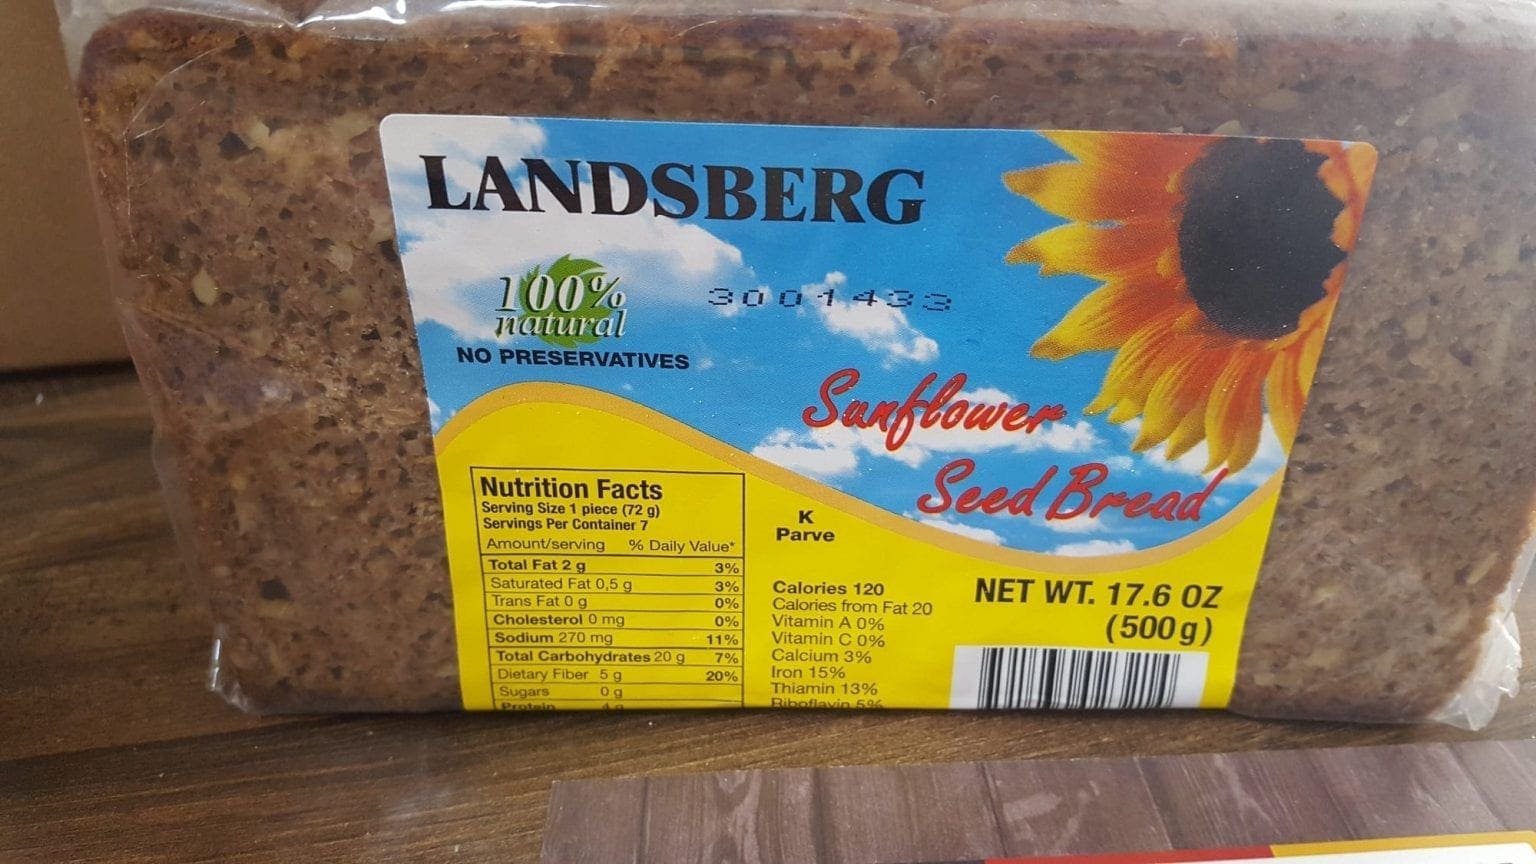 LANDSBERG
100%
natural
NO PRESERVATIVES
3001433
Sunflower
Seed Bread
Nutrition Facts
Serving Size 1 piece (72 g)
Servings Per Container 7
Amount/serving % Daily Value*
Total Fat 2 g 3%
Saturated Fat 0,5 g 3%
Trans Fat 0 g 0%
Cholesterol 0 mg 0%
Sodium 270 mg 11%
Total Carbohydrates 20 g 7%
Dietary Fiber 5 g 20%
Sugars 0 g
Protein 4 g
K
Parve
Calories 120
Calories from Fat 20
Vitamin A 0%
Vitamin C 0%
Calcium 3%
Iron 15%
Thiamin 13%
Riboflavin 5%
NET WT. 17.6 OZ
(500 g)